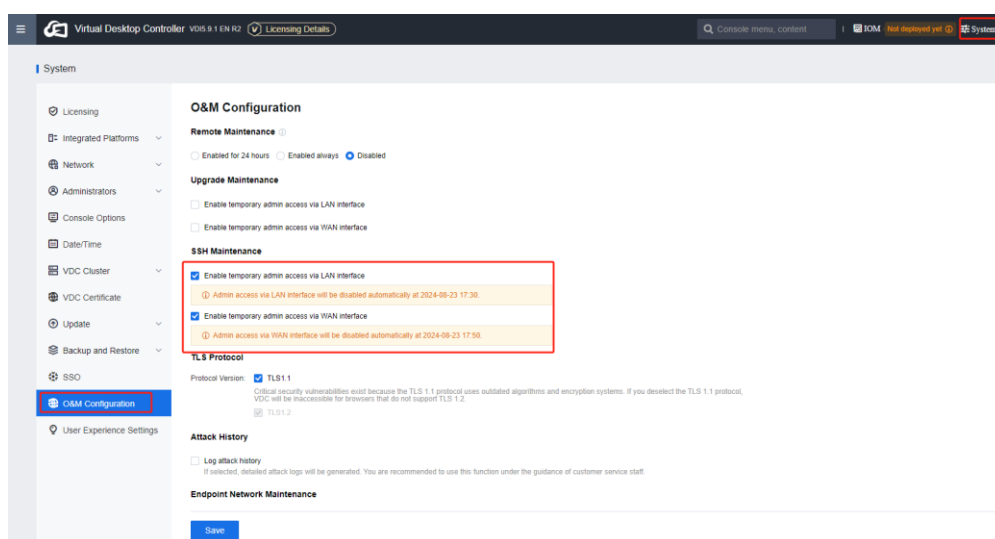 Virtual Desktop Controller VDI5.9.1 EN R2 Licensing Details Console menu, content IOM Not deployed yet System
System
Licensing
Integrated Platforms
Network
Administrators
Console Options
Date/Time
VDC Cluster
VDC Certificate
Update
Backup and Restore
SSO
O&M Configuration
User Experience Settings
O&M Configuration
Remote Maintenance
Enabled for 24 hours Enabled always Disabled
Upgrade Maintenance
Enable temporary admin access via LAN interface
Enable temporary admin access via WAN interface
SSH Maintenance
Enable temporary admin access via LAN interface
Admin access via LAN interface will be disabled automatically at 2024-08-23 17:30.
Enable temporary admin access via WAN interface
Admin access via WAN interface will be disabled automatically at 2024-08-23 17:50.
TLS Protocol
Protocol Version: TLS1.1
Critical security vulnerabilities exist because the TLS 1.1 protocol uses outdated algorithms and encryption systems. If you deselect the TLS 1.1 protocol,
VDC will be inaccessible for browsers that do not support TLS 1.2.
TLS1.2
Attack History
Log attack history
If selected, detailed attack logs will be generated. You are recommended to use this function under the guidance of customer service staff.
Endpoint Network Maintenance
Save